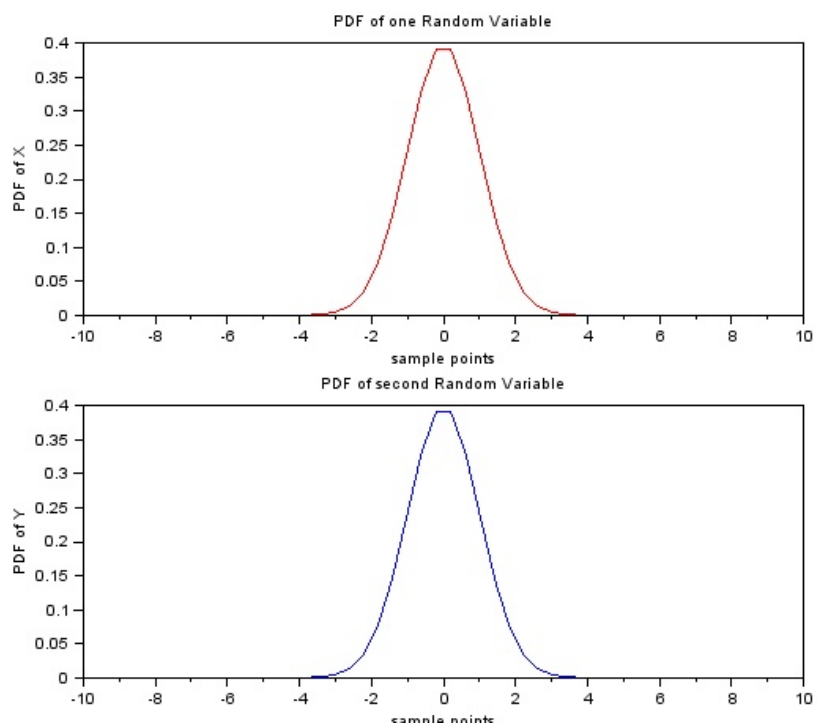 PDF of one Random Variable
0.4
0.35
0.3
0.25
0.2
0.15
0.1
0.05
0
PDF of X
-10 -8 -6 -4 -2 0 2 4 6 8 10
sample points
PDF of second Random Variable
0.4
0.35
0.3
0.25
0.2
0.15
0.1
0.05
0
PDF of Y
-10 -8 -6 -4 -2 0 2 4 6 8 10
sample points